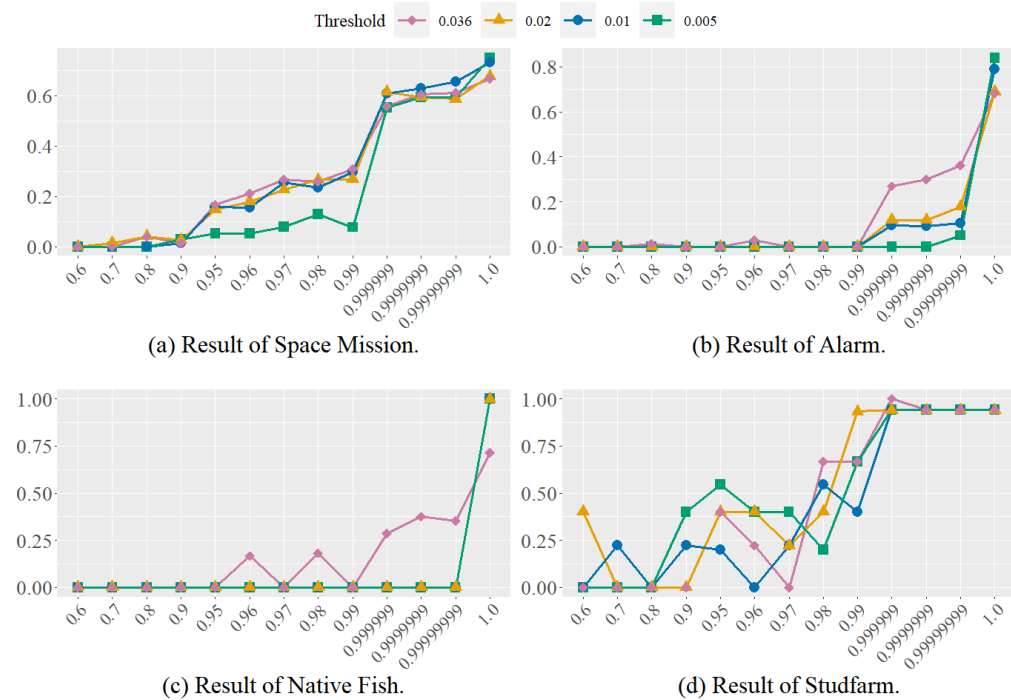 Threshold 0.036 0.02 0.01 0.005
0.6
0.4
0.2
0.0
0.6 0.7 0.8 0.9 0.95 0.96 0.97 0.98 0.99 0.999999 0.9999999 0.99999999 1.0
(a) Result of Space Mission.
0.8
0.6
0.4
0.2
0.0
0.6 0.7 0.8 0.9 0.95 0.96 0.97 0.98 0.99 0.999999 0.9999999 0.99999999 1.0
(b) Result of Alarm.
1.00
0.75
0.50
0.25
0.00
0.6 0.7 0.8 0.9 0.95 0.96 0.97 0.98 0.99 0.999999 0.9999999 0.99999999 1.0
(c) Result of Native Fish.
1.00
0.75
0.50
0.25
0.00
0.6 0.7 0.8 0.9 0.95 0.96 0.97 0.98 0.99 0.999999 0.9999999 0.99999999 1.0
(d) Result of Studfarm.